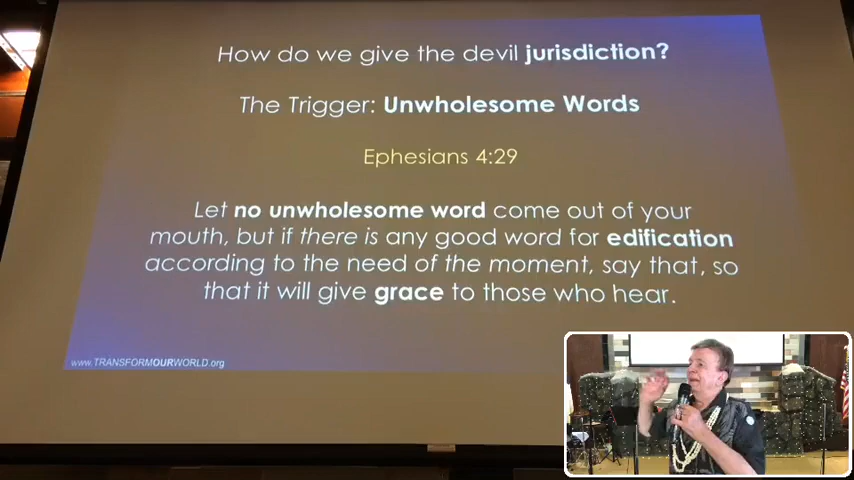 How do we give the devil jurisdiction?
The Trigger: Unwholesome Words
Ephesians 4:29
Let no unwholesome word come out of your
mouth, but if there is any good word for edification
according to the need of the moment, say that, so
that it will give grace to those who hear.
www.TRANSFORMOURWORLD.org